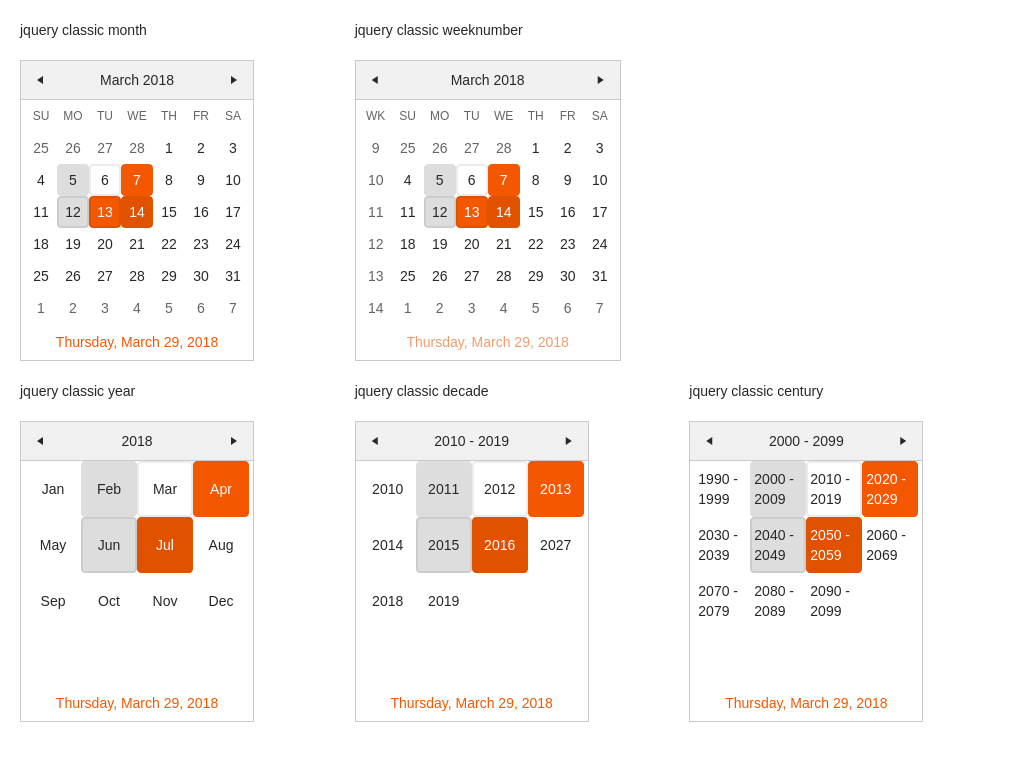 jquery classic month
March 2018
SU MO TU WE TH FR SA
25 26 27 28 1 2 3
4 5 6 7 8 9 10
11 12 13 14 15 16 17
18 19 20 21 22 23 24
25 26 27 28 29 30 31
1 2 3 4 5 6 7
Thursday, March 29, 2018
jquery classic weeknumber
March 2018
WK SU MO TU WE TH FR SA
9 25 26 27 28 1 2 3
10 4 5 6 7 8 9 10
11 11 12 13 14 15 16 17
12 18 19 20 21 22 23 24
13 25 26 27 28 29 30 31
14 1 2 3 4 5 6 7
Thursday, March 29, 2018
jquery classic year
2018
Jan Feb Mar Apr
May Jun Jul Aug
Sep Oct Nov Dec
Thursday, March 29, 2018
jquery classic decade
2010 - 2019
2010 2011 2012 2013
2014 2015 2016 2027
2018 2019
Thursday, March 29, 2018
jquery classic century
2000 - 2099
1990 - 2000 - 2010 - 2020 -
1999 2009 2019 2029
2030 - 2040 - 2050 - 2060 -
2039 2049 2059 2069
2070 - 2080 - 2090 -
2079 2089 2099
Thursday, March 29, 2018